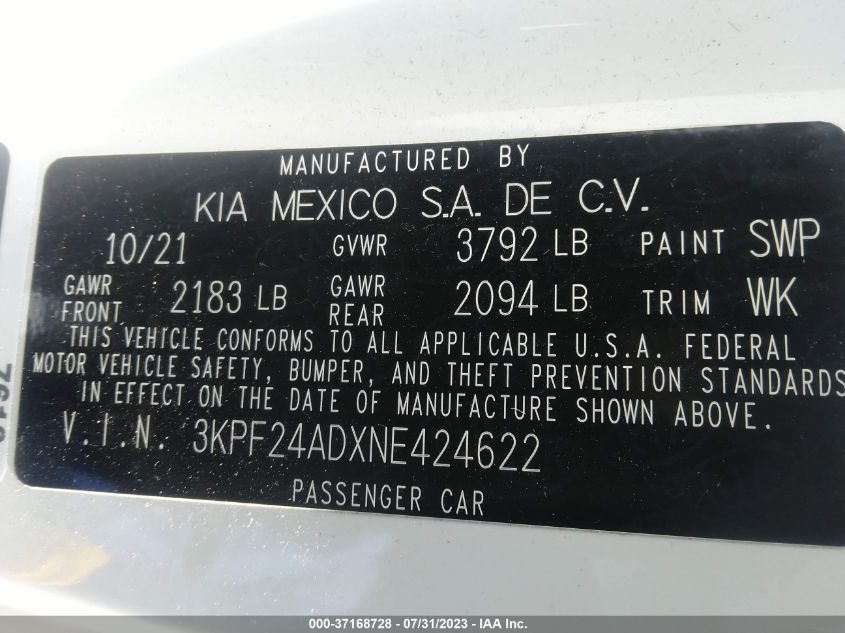 MANUFACTURED BY
KIA MEXICO S.A. DE C.V.
10/21 GVWR 3792 LB PAINT SWP
GAWR FRONT 2183 LB GAWR REAR 2094 LB TRIM WK
THIS VEHICLE CONFORMS TO ALL APPLICABLE U.S.A. FEDERAL
MOTOR VEHICLE SAFETY, BUMPER, AND THEFT PREVENTION STANDARDS
IN EFFECT ON THE DATE OF MANUFACTURE SHOWN ABOVE.
V.I.N. 3KPF24ADXNE424622
PASSENGER CAR
000-37168728 - 07/31/2023 - IAA Inc.